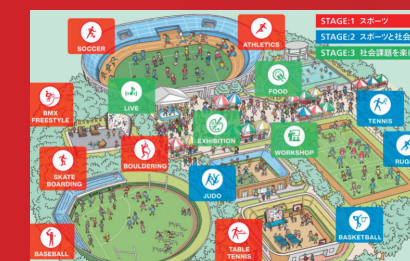 STAGE:1 スポーツ
STAGE:2 スポーツと社会
STAGE:3 社会課題を楽し
SOCCER
ATHLETICS
FOOD
LIVE
BMX
FREESTYLE
TENNIS
EXHIBITION
WORKSHOP
BOULDERING
SKATE
BOARDING
JUDO
BASEBALL
TABLE
TENNIS
BASKETBALL